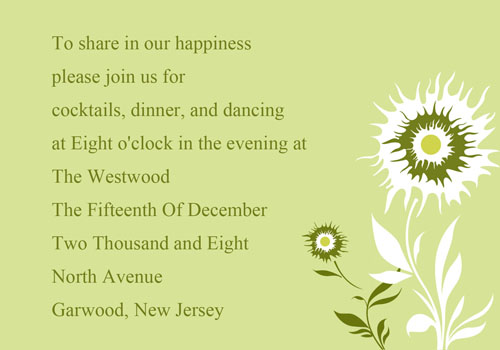 To share in our happiness
please join us for
cocktails, dinner, and dancing
at Eight o'clock in the evening at
The Westwood
The Fifteenth Of December
Two Thousand and Eight
North Avenue
Garwood, New Jersey